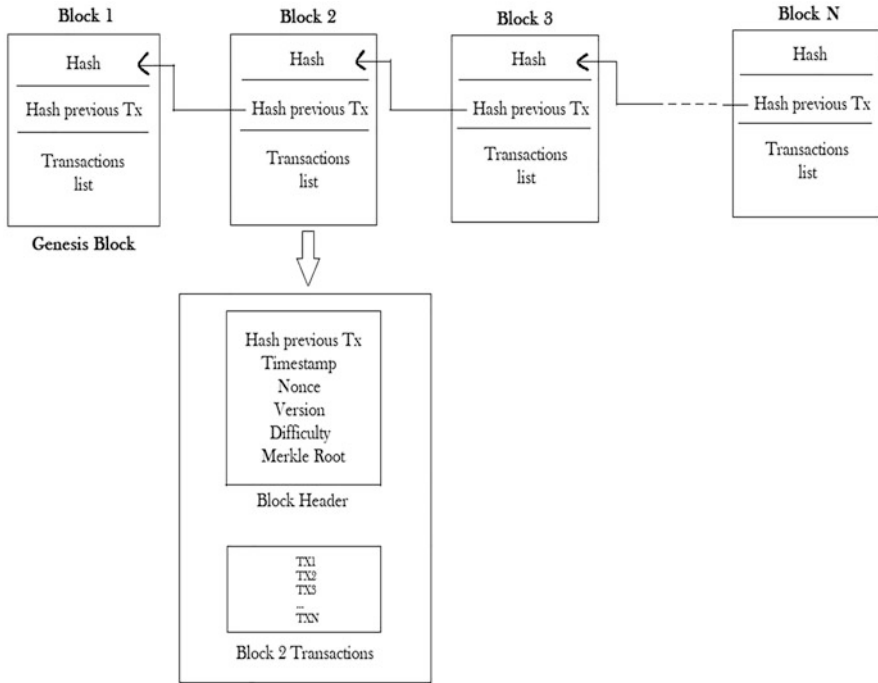 Block 1
Hash
Hash previous Tx
Transactions
list
Genesis Block
Block 2
Hash
Hash previous Tx
Transactions
list
Block 3
Hash
Hash previous Tx
Transactions
list
Block N
Hash
Hash previous Tx
Transactions
list
Hash previous Tx
Timestamp
Nonce
Version
Difficulty
Merkle Root
Block Header
TX1
TX2
TX3
...
TXN
Block 2 Transactions